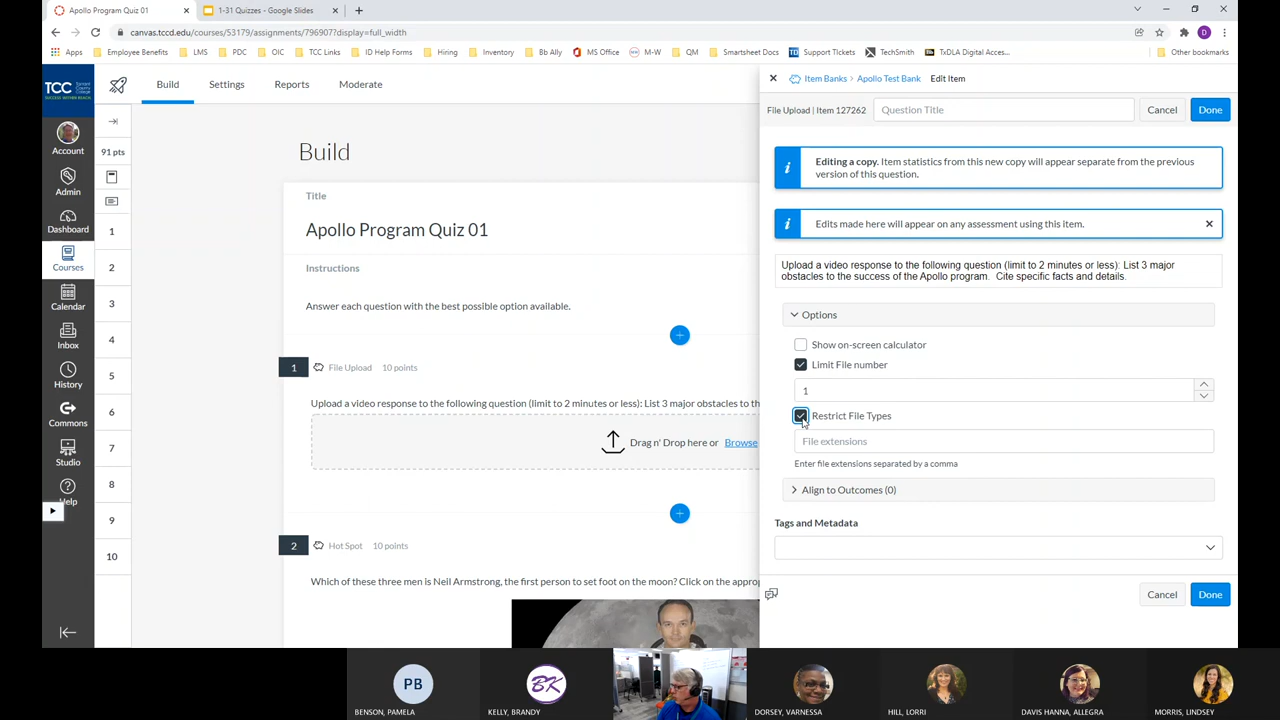 Apollo Program Quiz 01
1-31 Quizzes - Google Slides
canvas.tccd.edu/courses/53179/assignments/796907?display=full_width
Apps
Employee Benefits
LMS
PDC
OIC
TCC Links
ID Help Forms
Hiring
Inventory
Bb Ally
MS Office
M-W
QM
Smartsheet Docs
Support Tickets
TechSmith
TxDLA Digital Acces...
Other bookmarks
TCC
Account
Admin
Dashboard
Courses
Calendar
Inbox
History
Commons
Studio
Help
91 pts
1
2
3
4
5
6
7
8
9
10
Build
Settings
Reports
Moderate
Build
Title
Apollo Program Quiz 01
Instructions
Answer each question with the best possible option available.
1
File Upload
10 points
Upload a video response to the following question (limit to 2 minutes or less): List 3 major obstacles to th
Drag n' Drop here or Browse
2
Hot Spot
10 points
Which of these three men is Neil Armstrong, the first person to set foot on the moon? Click on the approp
Item Banks > Apollo Test Bank
Edit Item
File Upload | Item 127262
Question Title
Cancel
Done
Editing a copy. Item statistics from this new copy will appear separate from the previous
version of this question.
Edits made here will appear on any assessment using this item.
Upload a video response to the following question (limit to 2 minutes or less): List 3 major
obstacles to the success of the Apollo program. Cite specific facts and details.
Options
Show on-screen calculator
Limit File number
1
Restrict File Types
File extensions
Enter file extensions separated by a comma
Align to Outcomes (0)
Tags and Metadata
Cancel
Done
PB
BENSON, PAMELA
BK
KELLY, BRANDY
DORSEY, VARNESSA
HILL, LORRI
DAVIS HANNA, ALLEGRA
MORRIS, LINDSEY